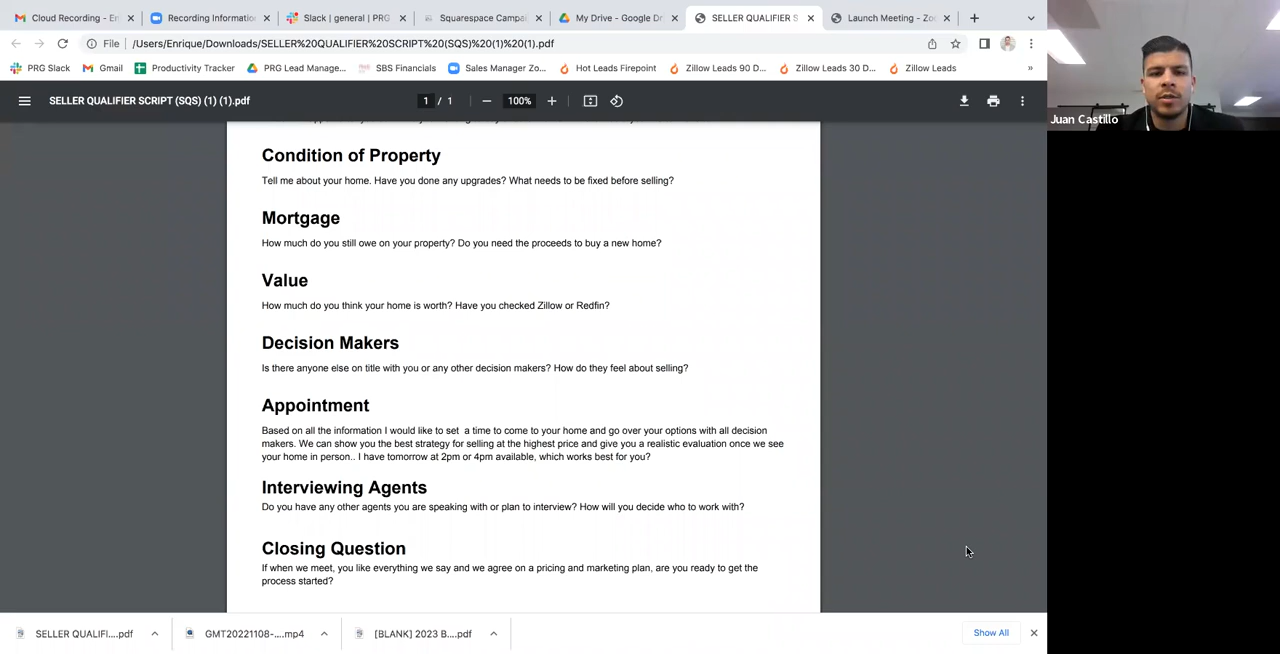 Cloud Recording - En
Recording Informatio
Slack | general | PRG
Squarespace Campa
My Drive - Google Dr
SELLER QUALIFIER S
Launch Meeting - Zoo
File
/Users/Enrique/Downloads/SELLER%20QUALIFIER%20SCRIPT%20(SQS)%20(1)%20(1).pdf
PRG Slack
Gmail
Productivity Tracker
PRG Lead Manage...
SBS Financials
Sales Manager Zo...
Hot Leads Firepoint
Zillow Leads 90 D...
Zillow Leads 30 D...
Zillow Leads
»
SELLER QUALIFIER SCRIPT (SQS) (1) (1).pdf
1 / 1
100%
Juan Castillo
Condition of Property
Tell me about your home. Have you done any upgrades? What needs to be fixed before selling?
Mortgage
How much do you still owe on your property? Do you need the proceeds to buy a new home?
Value
How much do you think your home is worth? Have you checked Zillow or Redfin?
Decision Makers
Is there anyone else on title with you or any other decision makers? How do they feel about selling?
Appointment
Based on all the information I would like to set  a time to come to your home and go over your options with all decision
makers. We can show you the best strategy for selling at the highest price and give you a realistic evaluation once we see
your home in person.. I have tomorrow at 2pm or 4pm available, which works best for you?
Interviewing Agents
Do you have any other agents you are speaking with or plan to interview? How will you decide who to work with?
Closing Question
If when we meet, you like everything we say and we agree on a pricing and marketing plan, are you ready to get the
process started?
SELLER QUALIFI....pdf
GMT20221108-....mp4
[BLANK] 2023 B....pdf
Show All